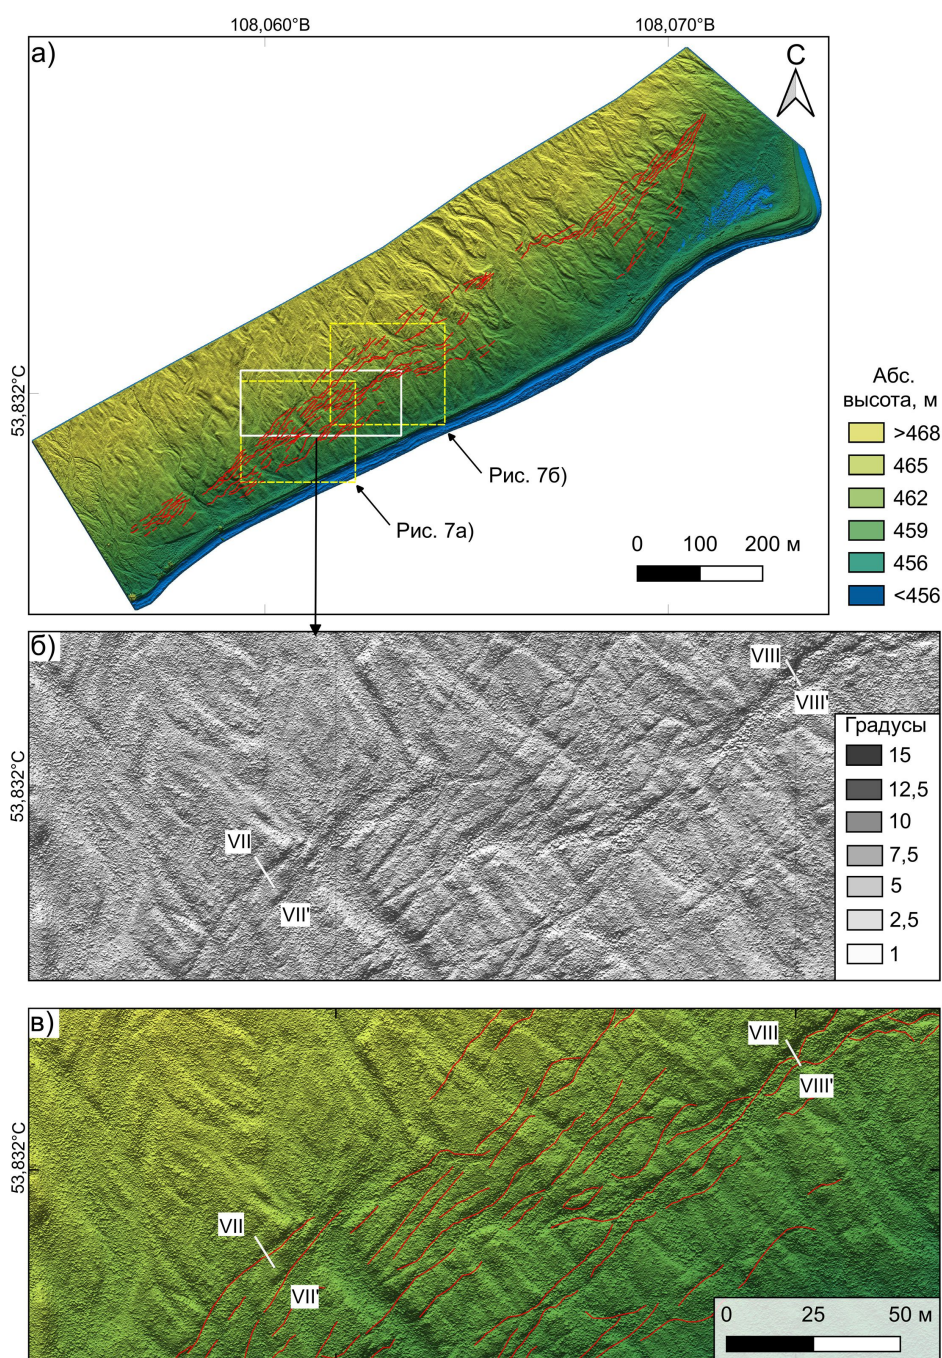 108,060°В
108,070°В
а)
С
53,832°С
Рис. 7б)
Рис. 7а)
0 100 200 м
Абс.
высота, м
>468
465
462
459
456
<456
б)
VIII
VIII'
53,832°С
VII
VII'
Градусы
15
12,5
10
7,5
5
2,5
1
в)
VIII
VIII'
53,832°С
VII
VII'
0 25 50 м